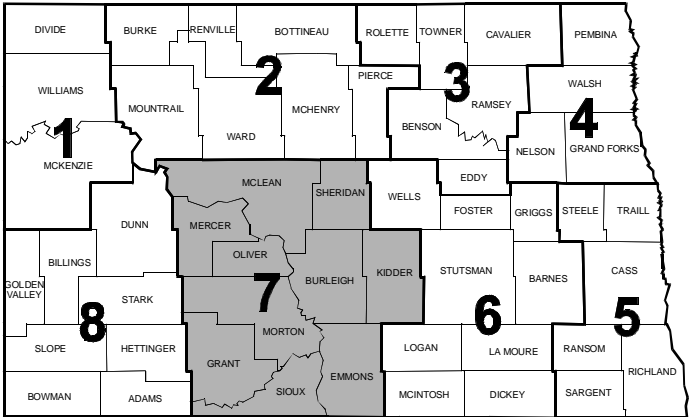 DIVIDE
BURKE
RENVILLE
BOTTINEAU
ROLETTE
TOWNER
CAVALIER
PEMBINA
WILLIAMS
2
PIERCE
3
WALSH
MOUNTRAIL
MCHENRY
RAMSEY
1
WARD
BENSON
4
NELSON
GRAND FORKS
MCKENZIE
MCLEAN
SHERIDAN
EDDY
WELLS
FOSTER
GRIGGS
STEELE
TRAILL
DUNN
MERCER
OLIVER
BILLINGS
BURLEIGH
KIDDER
STUTSMAN
BARNES
CASS
GOLDEN
VALLEY
STARK
7
8
6
5
MORTON
SLOPE
HETTINGER
GRANT
LOGAN
LA MOURE
RANSOM
RICHLAND
EMMONS
BOWMAN
ADAMS
SIOUX
MCINTOSH
DICKEY
SARGENT